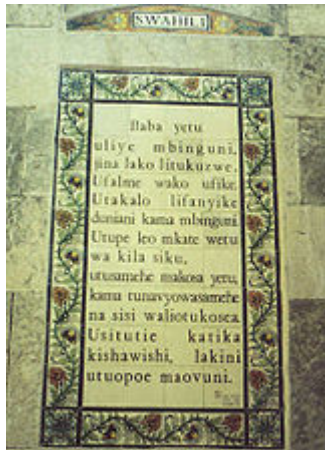 SWAHILI
Baba yetu
uliye mbinguni,
jina lako litukuzwe.
Ufalme wako ufike.
Utakalo lifanyike
duniani kama mbinguni.
Utupe leo mkate wetu
wa kila siku,
utusamehe makosa yetu,
kama tunavyowasamehe
na sisi waliotukosea.
Usitutie katika
kishawishi, lakini
utuopoe maovuni.